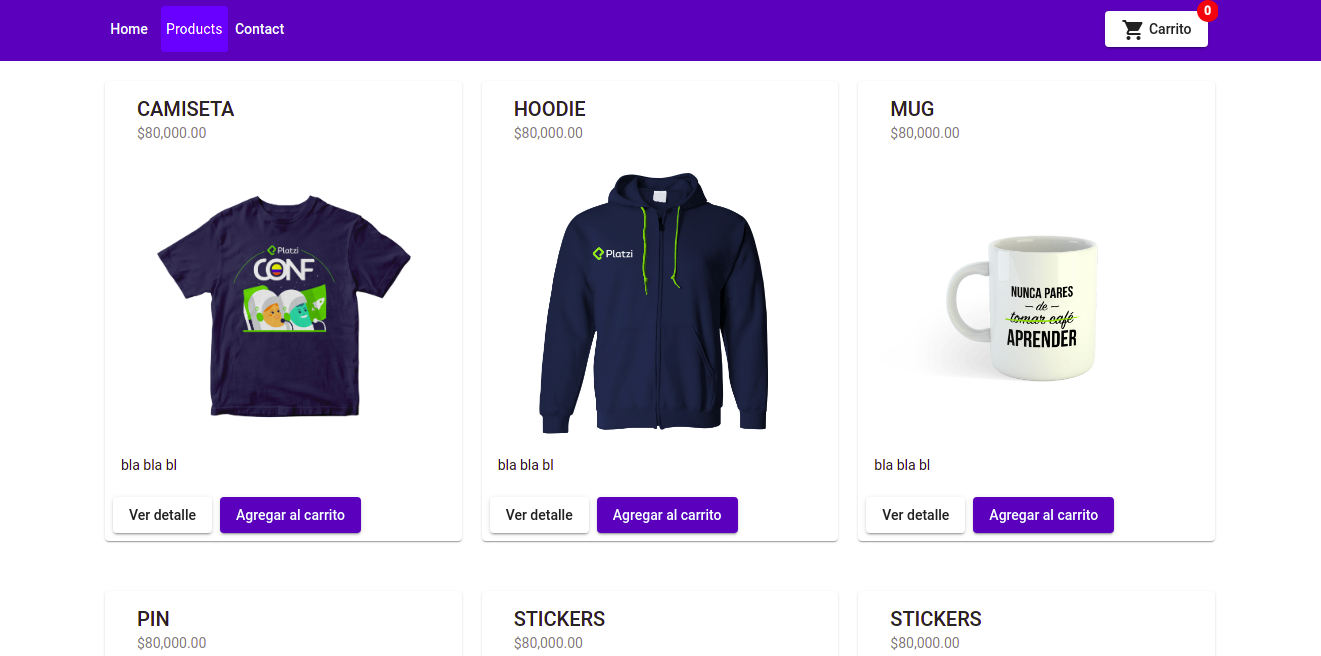 Home Products Contact
0
Carrito
CAMISETA
$80,000.00
HOODIE
$80,000.00
MUG
$80,000.00
Platzi
CONF
Platzi
NUNCA PARES
de
tomar café
APRENDER
bla bla bl
bla bla bl
bla bla bl
Ver detalle Agregar al carrito
Ver detalle Agregar al carrito
Ver detalle Agregar al carrito
PIN
$80,000.00
STICKERS
$80,000.00
STICKERS
$80,000.00